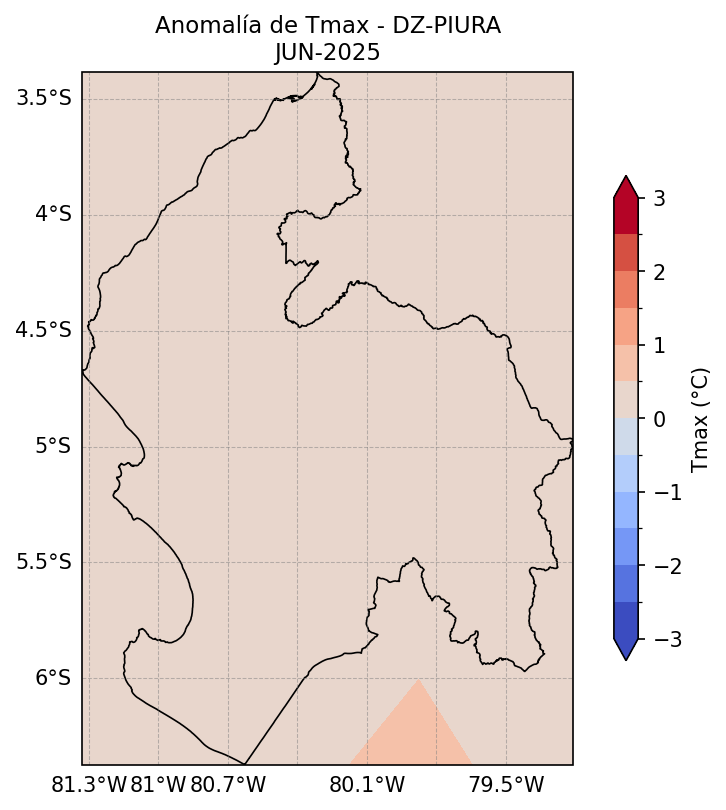 Anomalía de Tmax - DZ-PIURA
JUN-2025
3.5°S
4°S
4.5°S
5°S
5.5°S
6°S
81.3°W 81°W 80.7°W 80.1°W 79.5°W
3
2
1
0
−1
−2
−3
Tmax (°C)